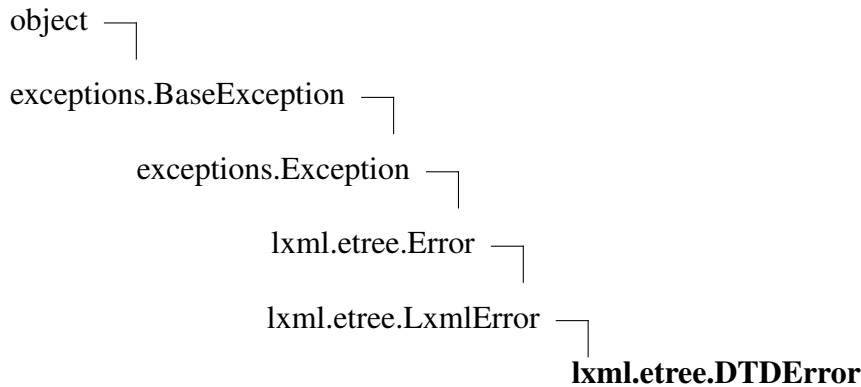 object
exceptions.BaseException
exceptions.Exception
lxml.etree.Error
lxml.etree.LxmlError
lxml.etree.DTDError